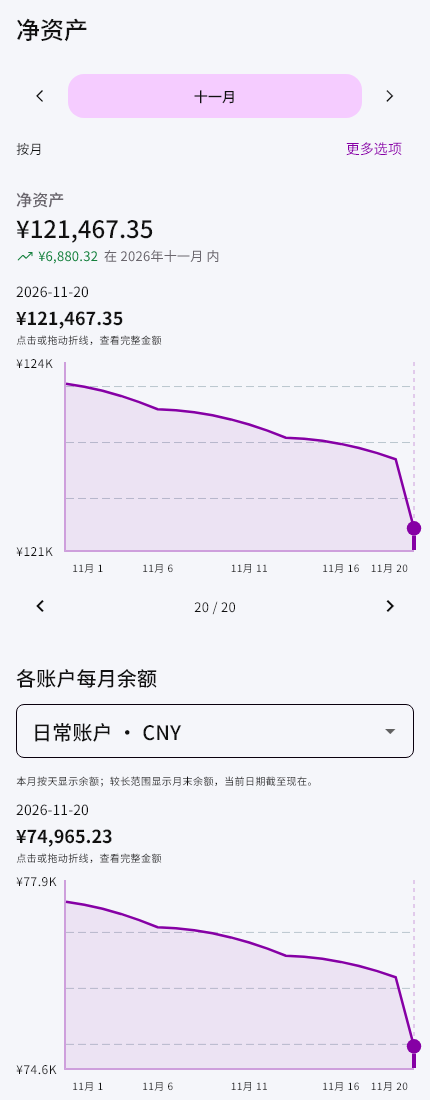 净资产
十一月
按月
更多选项
净资产
¥121,467.35
¥6,880.32 在 2026年十一月 内
2026-11-20
¥121,467.35
点击或拖动折线，查看完整金额
¥124K
¥121K
11月 1
11月 6
11月 11
11月 16
11月 20
20 / 20
各账户每月余额
日常账户 • CNY
本月按天显示余额；较长范围显示月末余额，当前日期截至现在。
2026-11-20
¥74,965.23
点击或拖动折线，查看完整金额
¥77.9K
¥74.6K
11月 1
11月 6
11月 11
11月 16
11月 20